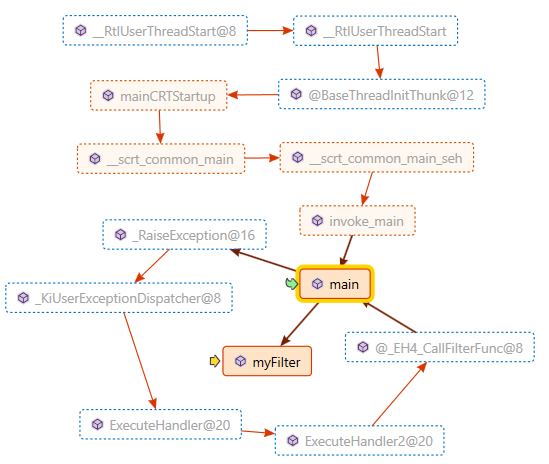 __RtlUserThreadStart@8
__RtlUserThreadStart
mainCRTStartup
@BaseThreadInitThunk@12
__scrt_common_main
__scrt_common_main_seh
invoke_main
_RaiseException@16
main
_KiUserExceptionDispatcher@8
myFilter
@_EH4_CallFilterFunc@8
ExecuteHandler@20
ExecuteHandler2@20